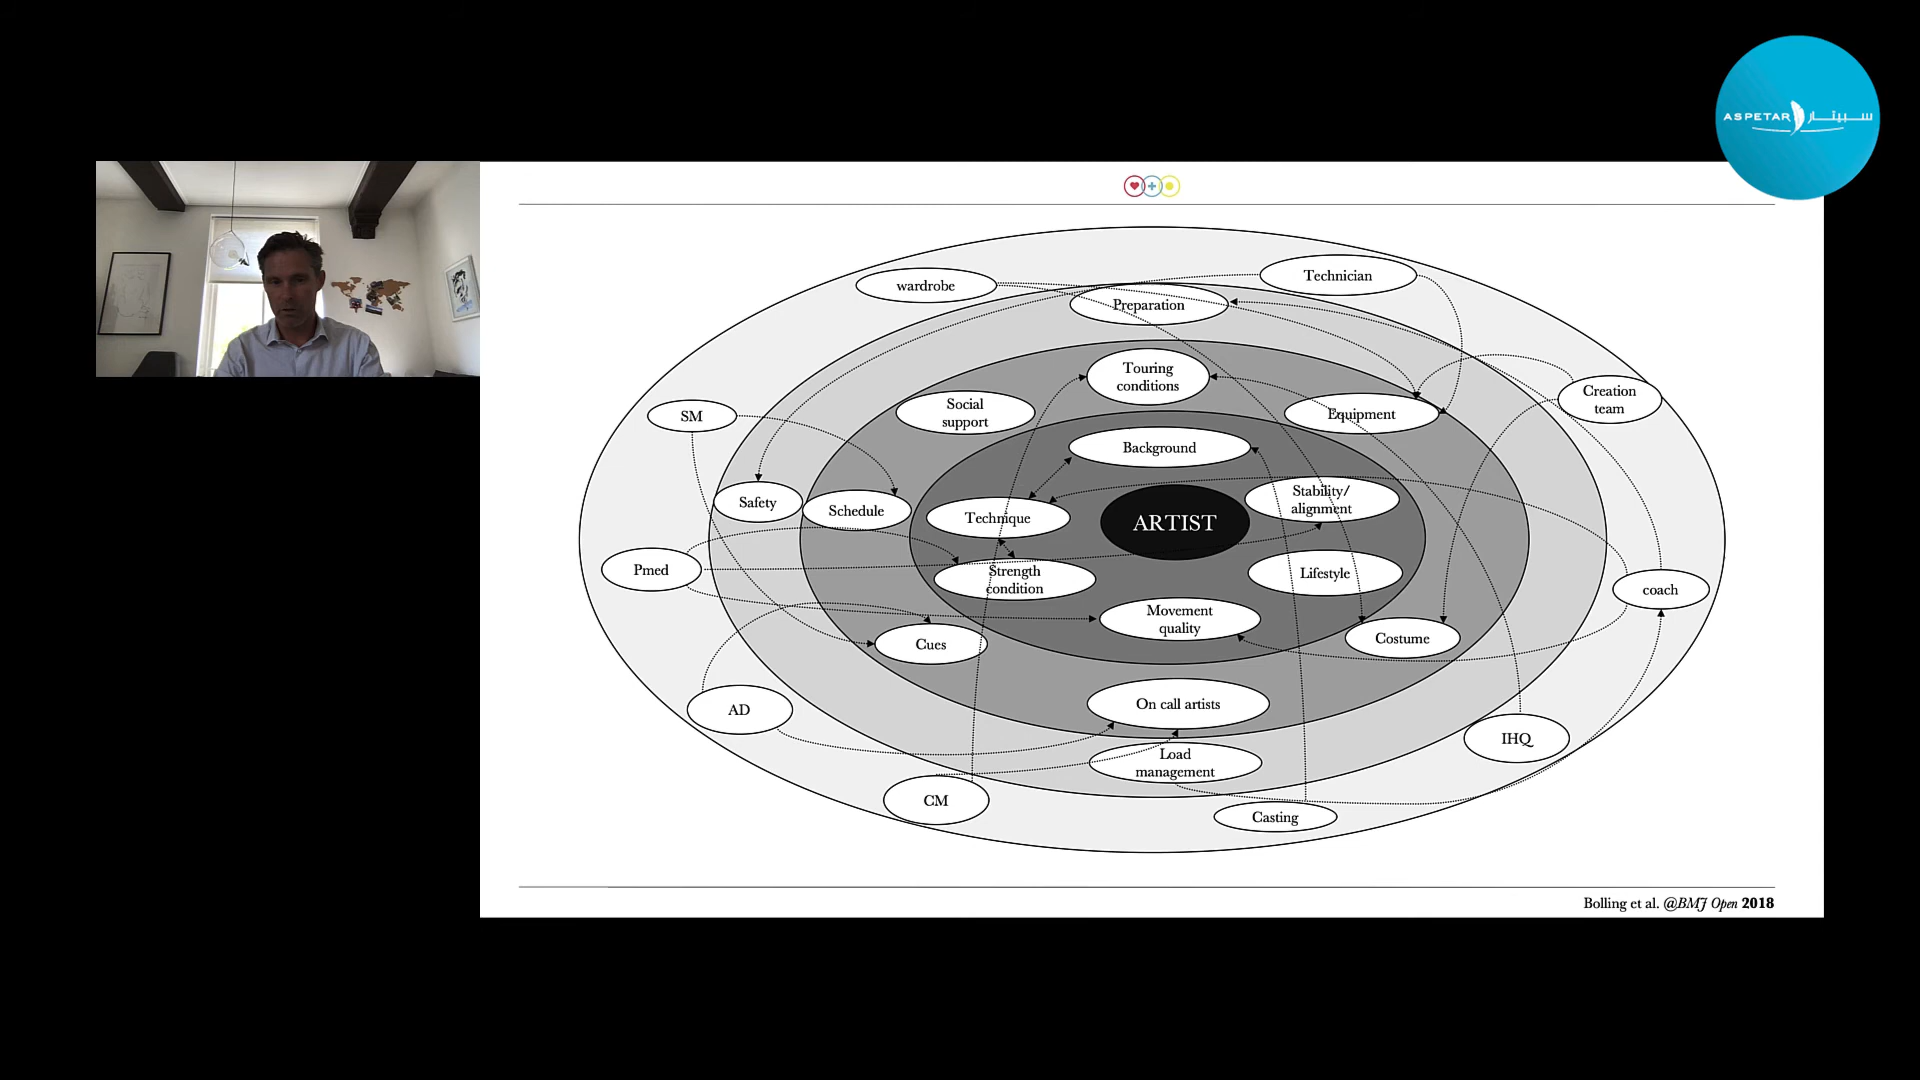 ASPETAR سبيتار
wardrobe
Technician
Preparation
Touring
conditions
Creation
team
Social
support
Equipment
SM
Background
Safety
Schedule
Technique
ARTIST
Stability/
alignment
Pmed
Strength
condition
Lifestyle
coach
Movement
quality
Cues
Costume
AD
On call artists
IHQ
Load
management
CM
Casting
Bolling et al. @BMJ Open 2018